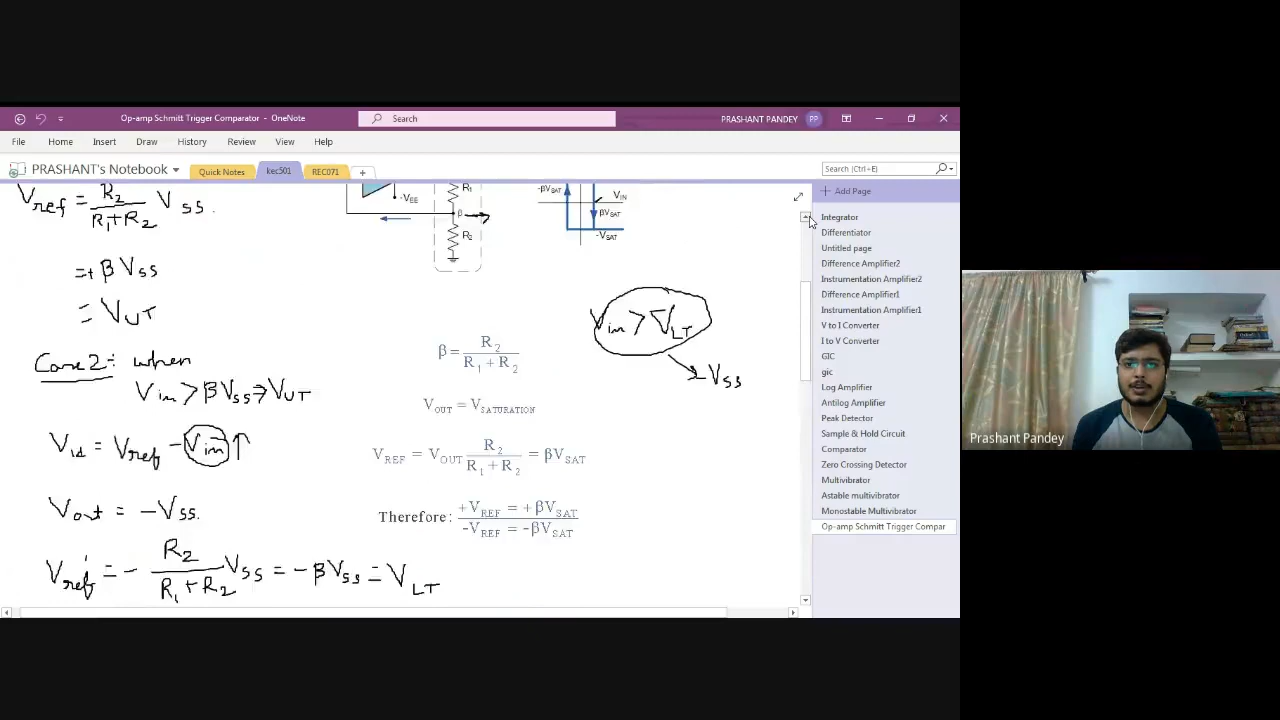 Op-amp Schmitt Trigger Comparator - OneNote
Search
PRASHANT PANDEY
PP
File Home Insert Draw History Review View Help
PRASHANT's Notebook
Quick Notes
kec501
REC071
Search (Ctrl+E)
Add Page
Integrator
Differentiator
Untitled page
Difference Amplifier2
Instrumentation Amplifier2
Difference Amplifier1
Instrumentation Amplifier1
V to I Converter
I to V Converter
GIC
gic
Log Amplifier
Antilog Amplifier
Peak Detector
Sample & Hold Circuit
Comparator
Zero Crossing Detector
Multivibrator
Astable multivibrator
Monostable Multivibrator
Op-amp Schmitt Trigger Compar
Vref = R2 / R1+R2 Vss.
=+ βVss
= VUT
Case 2: when
Vin > βVss ⇒ VUT
Vid = Vref - Vin ↑
Vout = -Vss.
Vref = - R2 / R1+R2 Vss = -βVss = VLT
-VEE
R1
β
R2
-βVSAT
VIN
βVSAT
-VSAT
β = R2 / R1 + R2
VOUT = VSATURATION
VREF = VOUT R2 / R1 + R2 = βVSAT
Therefore: +VREF = +βVSAT
-VREF = -βVSAT
Vin > VLT
-Vss
Prashant Pandey